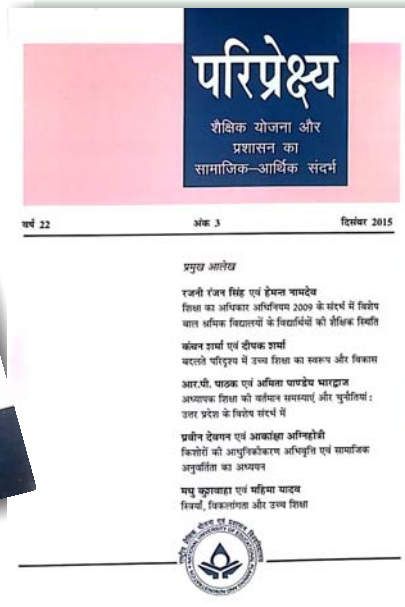 परिप्रेक्ष्य
शैक्षिक योजना और
प्रशासन का
सामाजिक–आर्थिक संदर्भ
वर्ष 22 अंक 3 दिसंबर 2015
प्रमुख आलेख
रजनी रंजन सिंह एवं हेमन्त नामदेव
शिक्षा का अधिकार अधिनियम 2009 के संदर्भ में विशेष
बाल श्रमिक विद्यालयों के विद्यार्थियों की शैक्षिक स्थिति
कंचन शर्मा एवं दीपक शर्मा
बदलते परिदृश्य में उच्च शिक्षा का स्वरूप और विकास
आर.पी. पाठक एवं अमिता पाण्डेय भारद्वाज
अध्यापक शिक्षा की वर्तमान समस्याएं और चुनौतियां :
उत्तर प्रदेश के विशेष संदर्भ में
प्रवीन देवगन एवं आकांक्षा अग्निहोत्री
किशोरों की आधुनिकीकरण अभिवृत्ति एवं सामाजिक
अनुवर्तिता का अध्ययन
मधु कुशवाहा एवं महिमा यादव
स्त्रियाँ, विकलांगता और उच्च शिक्षा